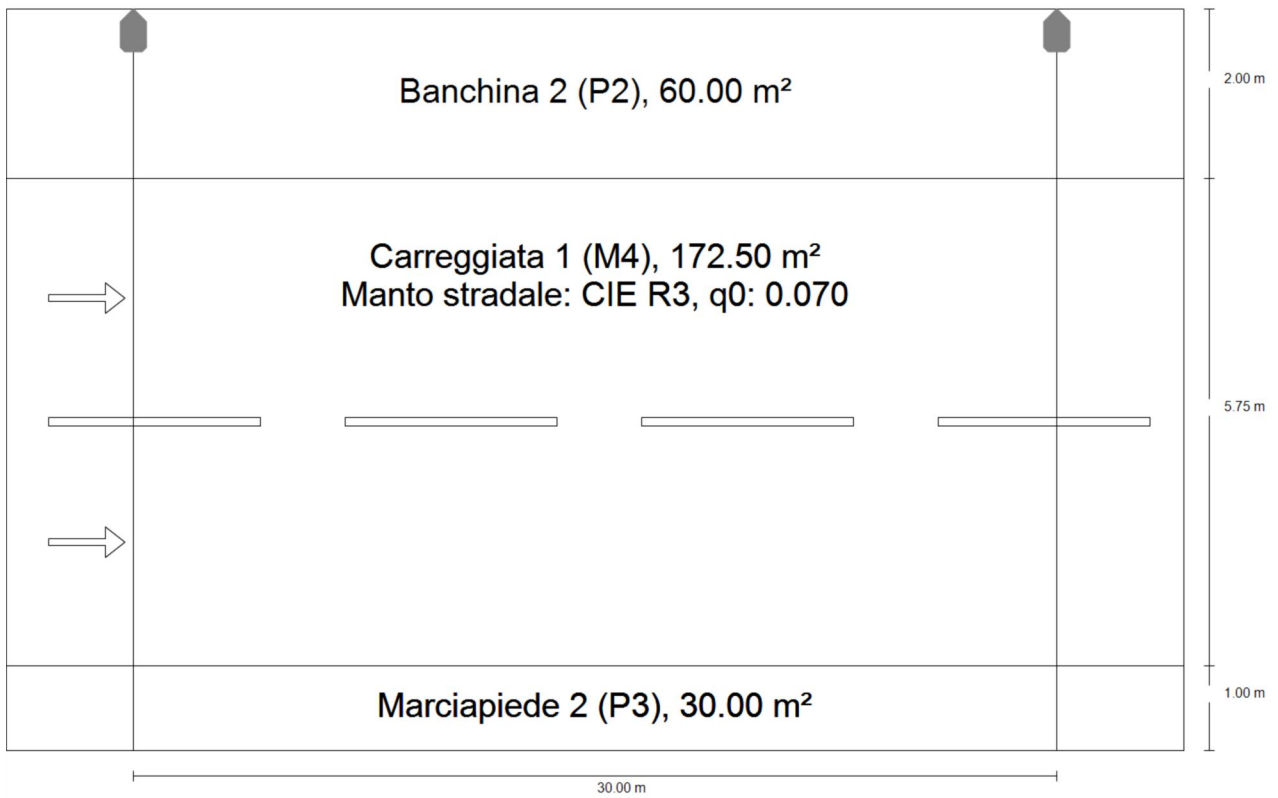 Banchina 2 (P2), 60.00 m²
2.00 m
Carreggiata 1 (M4), 172.50 m²
Manto stradale: CIE R3, q0: 0.070
5.75 m
Marciapiede 2 (P3), 30.00 m²
1.00 m
30.00 m